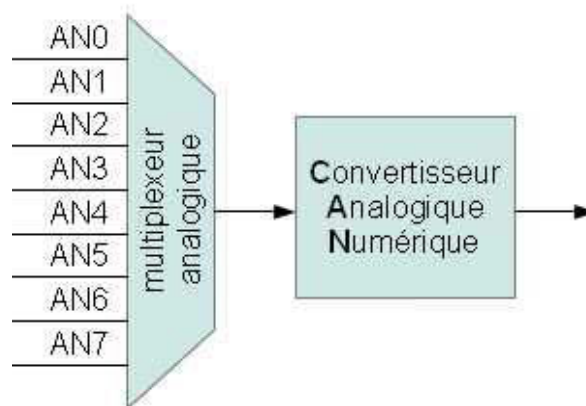 AN0
AN1
AN2
AN3
AN4
AN5
AN6
AN7
multiplexeur
analogique
Convertisseur
Analogique
Numérique